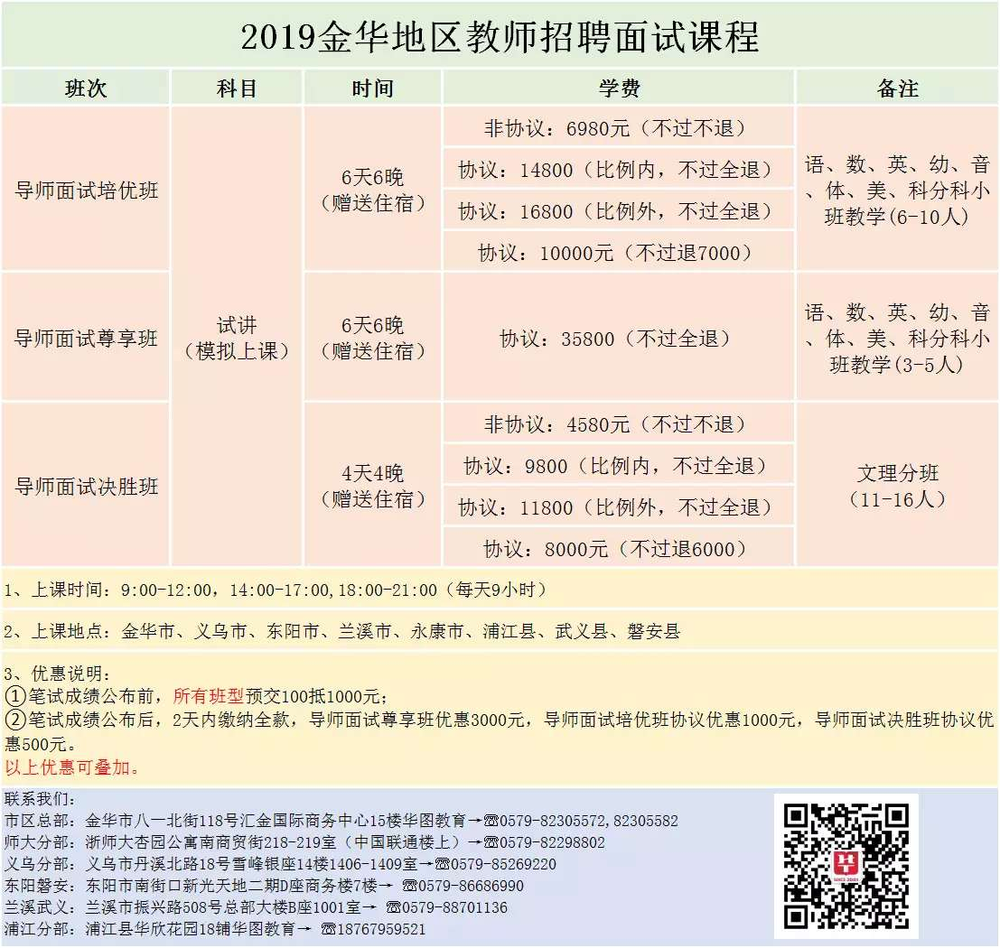 2019金华地区教师招聘面试课程
班次
科目
时间
学费
备注
导师面试培优班
试讲
（模拟上课）
6天6晚
（赠送住宿）
非协议：6980元（不过不退）
协议：14800（比例内，不过全退）
协议：16800（比例外，不过全退）
协议：10000元（不过退7000）
语、数、英、幼、音
、体、美、科分科小
班教学(6-10人)
导师面试尊享班
6天6晚
（赠送住宿）
协议：35800（不过全退）
语、数、英、幼、音
、体、美、科分科小
班教学(3-5人)
导师面试决胜班
4天4晚
（赠送住宿）
非协议：4580元（不过不退）
协议：9800（比例内，不过全退）
协议：11800（比例外，不过全退）
协议：8000元（不过退6000）
文理分班
（11-16人）
1、上课时间：9:00-12:00，14:00-17:00,18:00-21:00（每天9小时）
2、上课地点：金华市、义乌市、东阳市、兰溪市、永康市、浦江县、武义县、磐安县
3、优惠说明：
①笔试成绩公布前，所有班型预交100抵1000元；
②笔试成绩公布后，2天内缴纳全款，导师面试尊享班优惠3000元，导师面试培优班协议优惠1000元，导师面试决胜班协议优
惠500元。
以上优惠可叠加。
联系我们：
市区总部：金华市八一北街118号汇金国际商务中心15楼华图教育→☏0579-82305572,82305582
师大分部：浙师大杏园公寓南商贸街218-219室（中国联通楼上）→☏0579-82298802
义乌分部：义乌市丹溪北路18号雪峰银座14楼1406-1409室→☏0579-85269220
东阳磐安：东阳市南街口新光天地二期D座商务楼7楼→ ☏0579-86686990
兰溪武义：兰溪市振兴路508号总部大楼B座1001室→ ☏0579-88701136
浦江分部：浦江县华欣花园18铺华图教育→ ☏18767959521
SINCE 2001